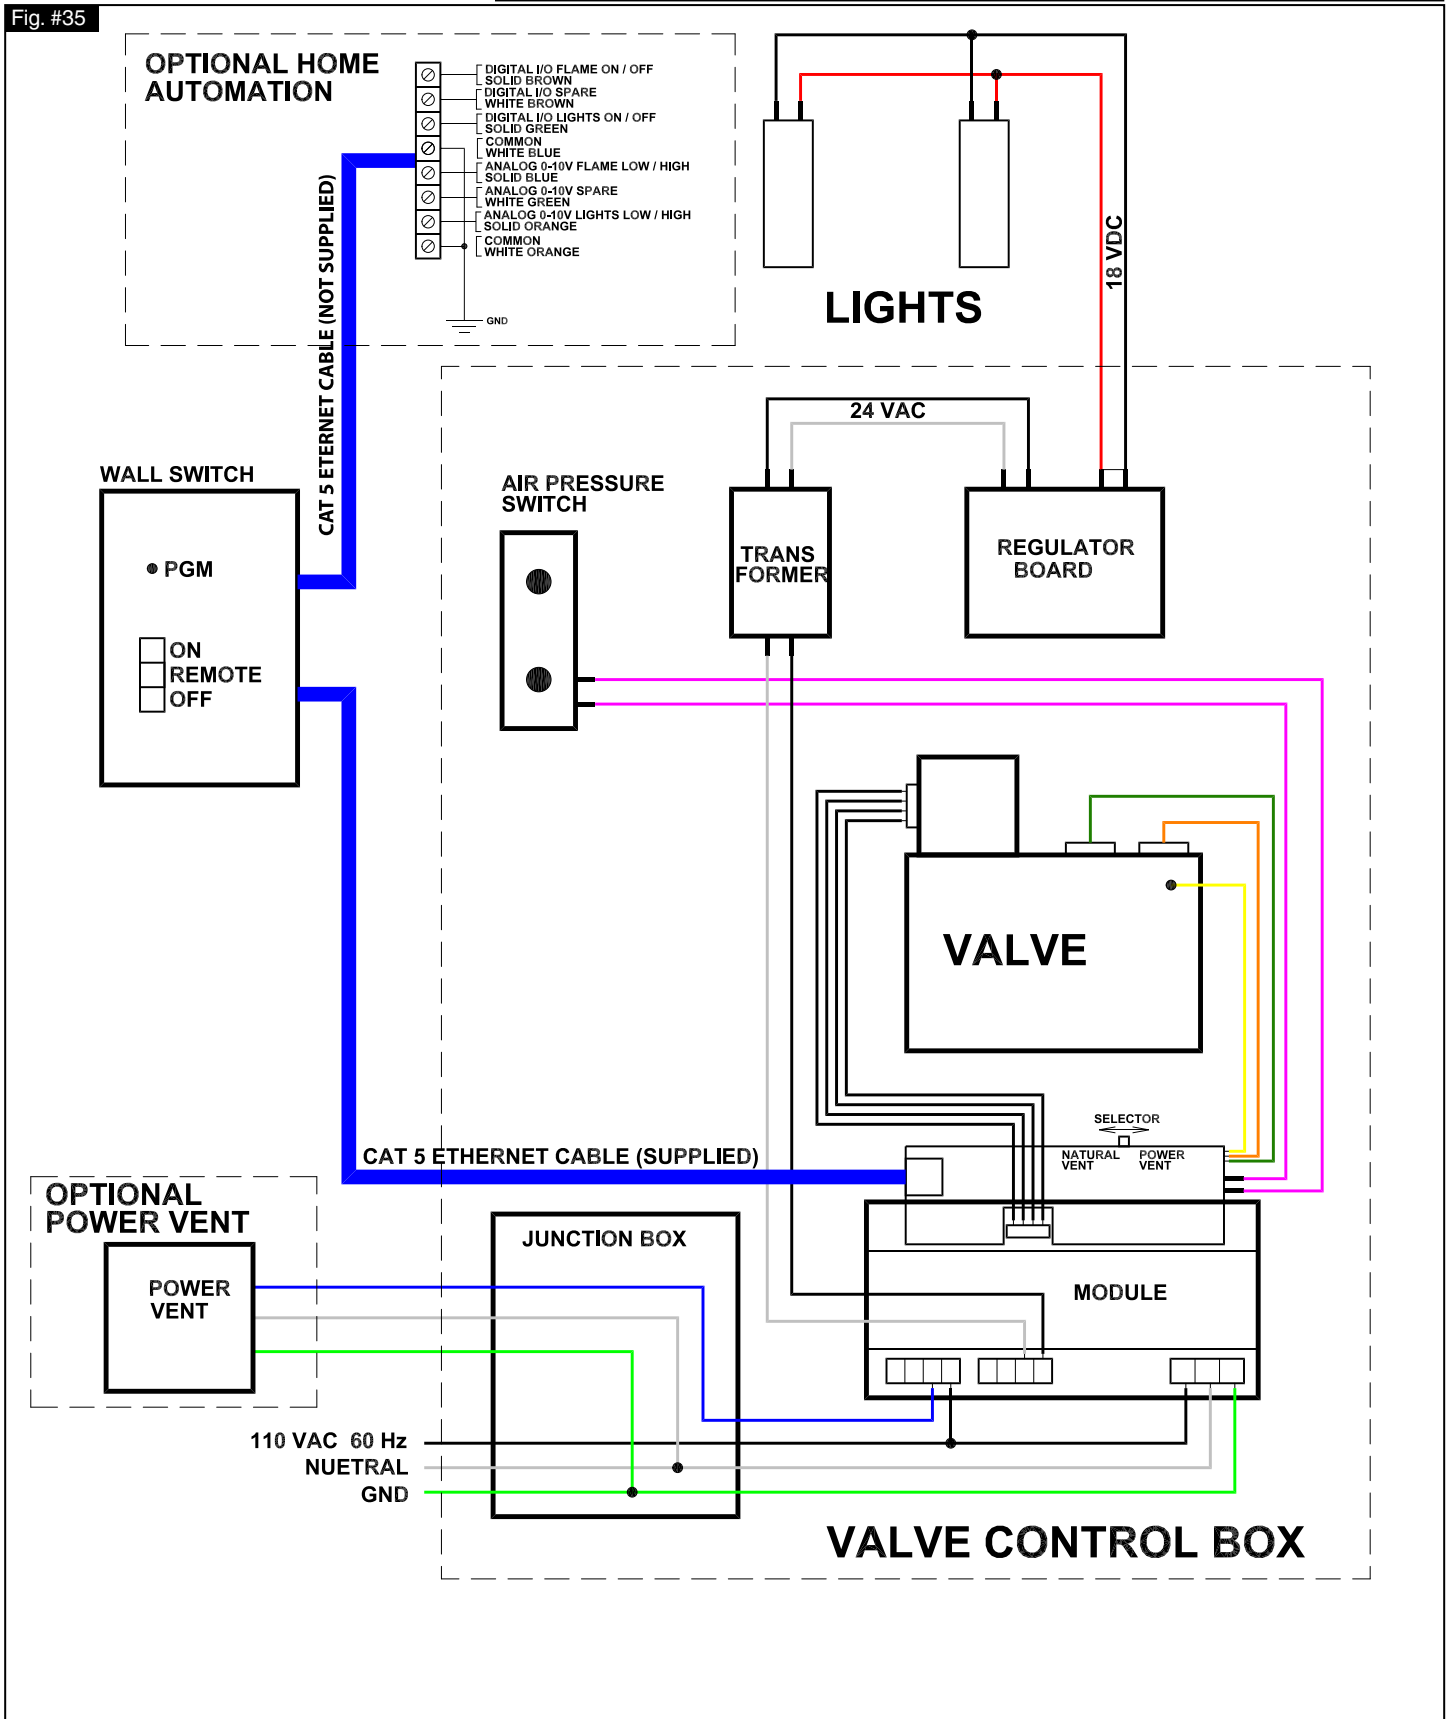 Fig. #35
OPTIONAL HOME
AUTOMATION
DIGITAL I/O FLAME ON / OFF
SOLID BROWN
DIGITAL I/O SPARE
WHITE BROWN
DIGITAL I/O LIGHTS ON / OFF
SOLID GREEN
COMMON
WHITE BLUE
ANALOG 0-10V FLAME LOW / HIGH
SOLID BLUE
ANALOG 0-10V SPARE
WHITE GREEN
ANALOG 0-10V LIGHTS LOW / HIGH
SOLID ORANGE
COMMON
WHITE ORANGE
GND
CAT 5 ETERNET CABLE (NOT SUPPLIED)
LIGHTS
18 VDC
24 VAC
WALL SWITCH
PGM
ON
REMOTE
OFF
AIR PRESSURE
SWITCH
TRANS
FORMER
REGULATOR
BOARD
VALVE
SELECTOR
NATURAL
VENT
POWER
VENT
CAT 5 ETHERNET CABLE (SUPPLIED)
OPTIONAL
POWER VENT
POWER
VENT
JUNCTION BOX
MODULE
110 VAC 60 Hz
NUETRAL
GND
VALVE CONTROL BOX